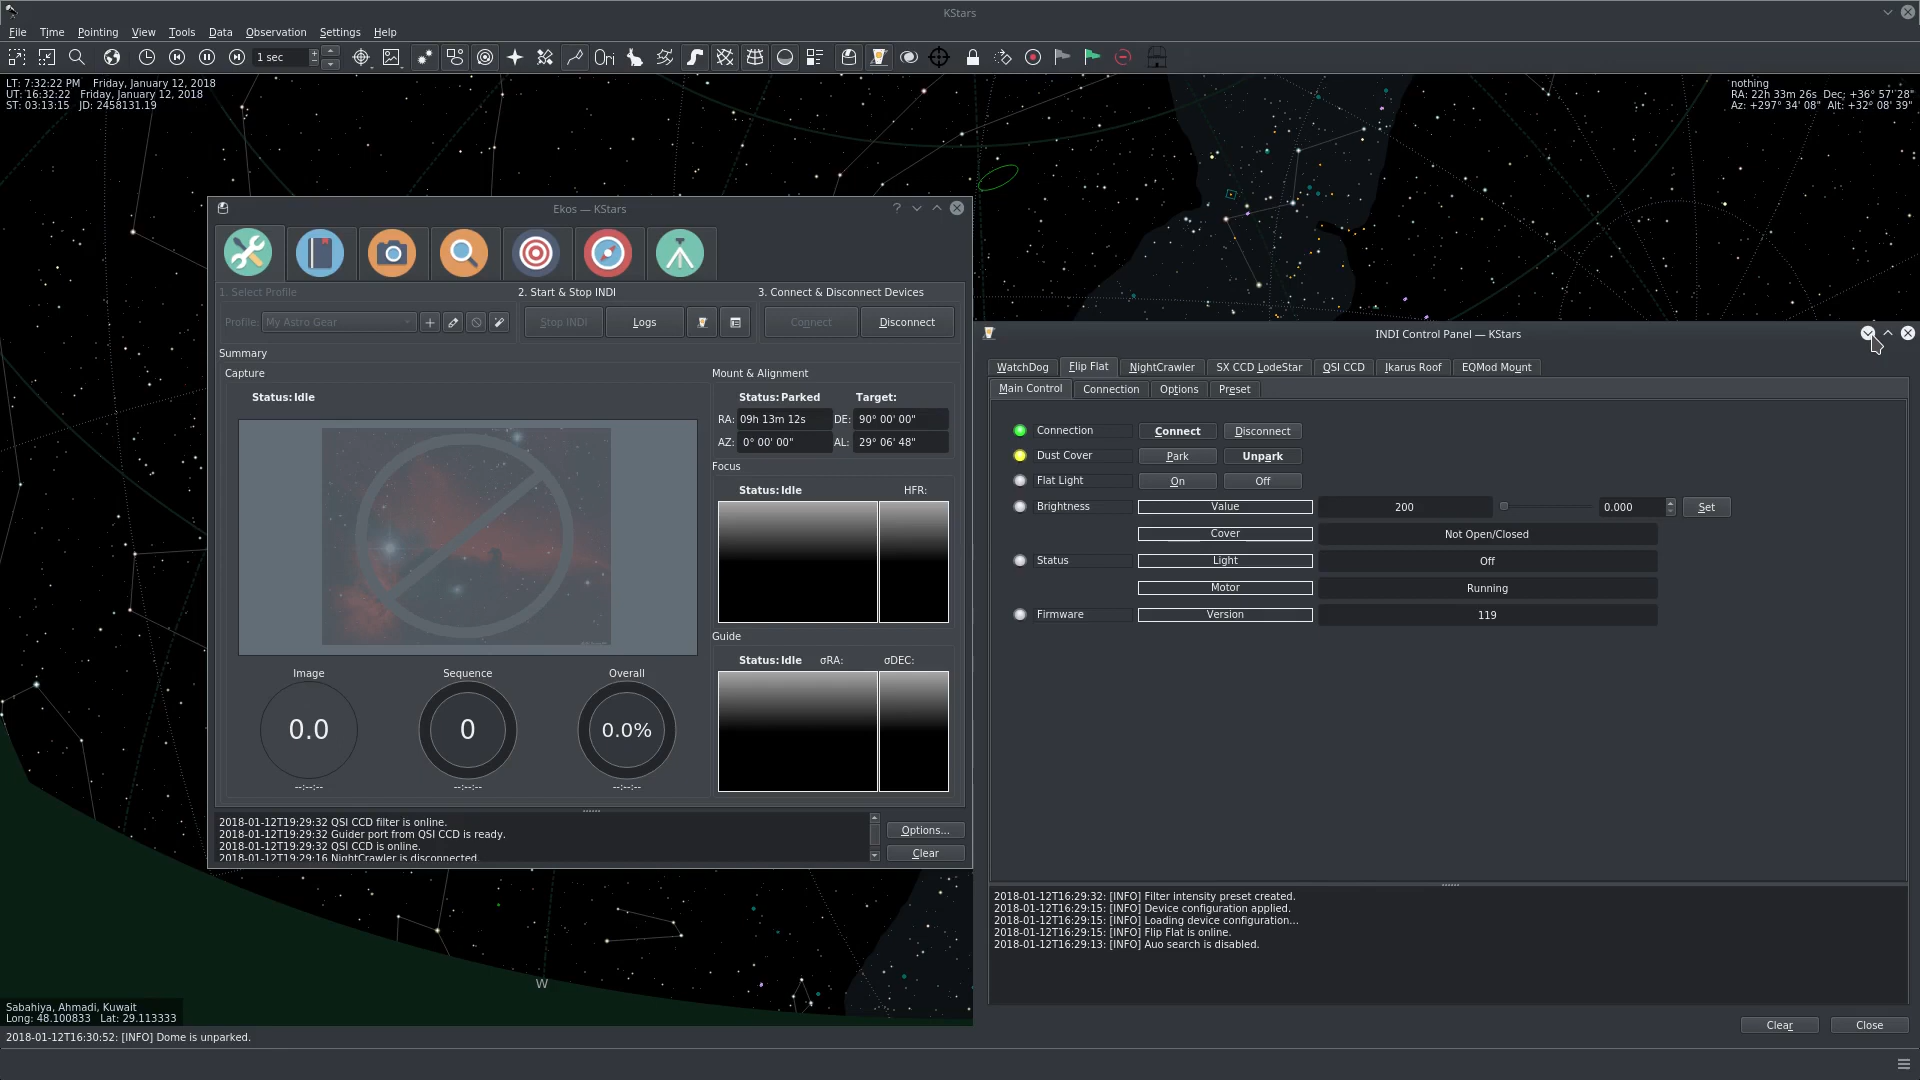 KStars
File Time Pointing View Tools Data Observation Settings Help
1 sec
LT: 7:32:22 PM Friday, January 12, 2018
UT: 16:32:22 Friday, January 12, 2018
ST: 03:13:15 JD: 2458131.19
nothing
RA: 22h 33m 26s Dec: +36° 57' 28"
Az: +297° 34' 08" Alt: +32° 08' 39"
Ekos — KStars
1. Select Profile
2. Start & Stop INDI
3. Connect & Disconnect Devices
Profile: My Astro Gear
Stop INDI
Logs
Connect
Disconnect
Summary
Capture
Status: Idle
Mount & Alignment
Status: Parked Target:
RA: 09h 13m 12s DE: 90° 00' 00"
AZ: 0° 00' 00" AL: 29° 06' 48"
Focus
Status: Idle HFR:
Guide
Status: Idle σRA: σDEC:
Image Sequence Overall
0.0 0 0.0%
--:--:-- --:--:-- --:--:--
2018-01-12T19:29:32 QSI CCD filter is online.
2018-01-12T19:29:32 Guider port from QSI CCD is ready.
2018-01-12T19:29:32 QSI CCD is online.
2018-01-12T19:29:16 NightCrawler is disconnected.
Options...
Clear
INDI Control Panel — KStars
WatchDog Flip Flat NightCrawler SX CCD LodeStar QSI CCD Ikarus Roof EQMod Mount
Main Control Connection Options Preset
Connection Connect Disconnect
Dust Cover Park Unpark
Flat Light On Off
Brightness Value 200 0.000 Set
Cover Not Open/Closed
Status Light Off
Motor Running
Firmware Version 119
2018-01-12T16:29:32: [INFO] Filter intensity preset created.
2018-01-12T16:29:15: [INFO] Device configuration applied.
2018-01-12T16:29:15: [INFO] Loading device configuration...
2018-01-12T16:29:15: [INFO] Flip Flat is online.
2018-01-12T16:29:13: [INFO] Auo search is disabled.
Clear Close
W
Sabahiya, Ahmadi, Kuwait
Long: 48.100833 Lat: 29.113333
2018-01-12T16:30:52: [INFO] Dome is unparked.